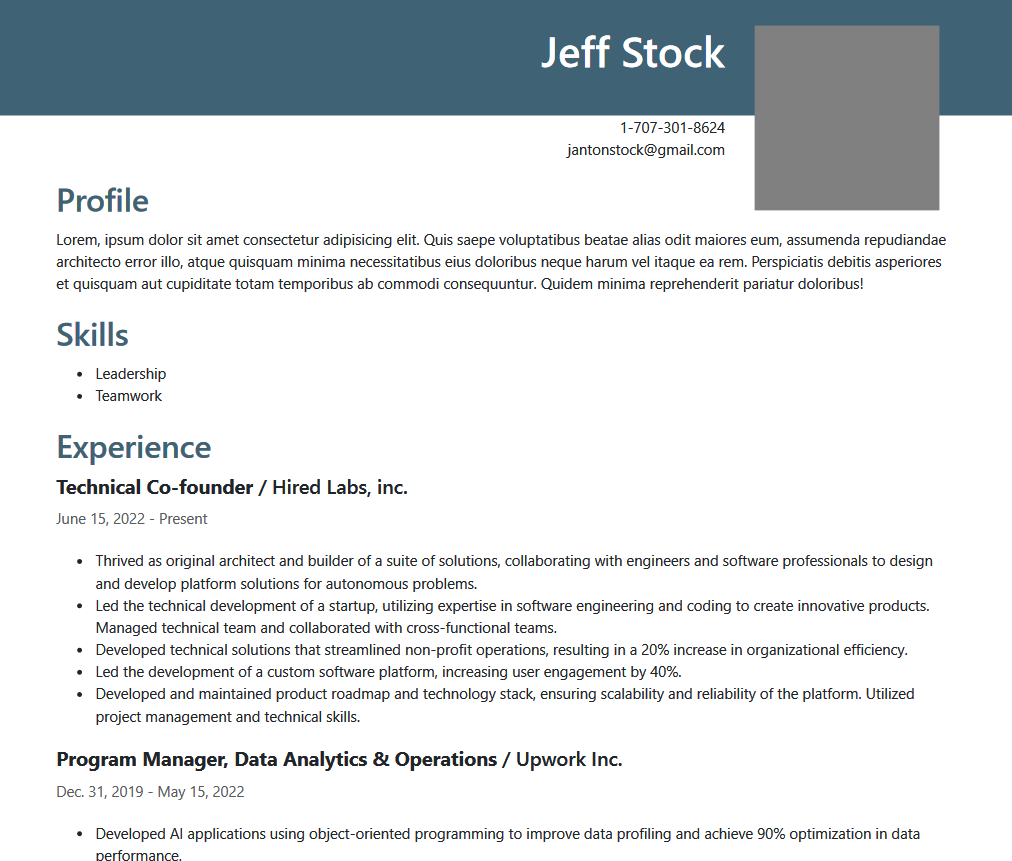 Jeff Stock
1-707-301-8624
jantonstock@gmail.com
Profile
Lorem, ipsum dolor sit amet consectetur adipisicing elit. Quis saepe voluptatibus beatae alias odit maiores eum, assumenda repudiandae
architecto error illo, atque quisquam minima necessitatibus eius doloribus neque harum vel itaque ea rem. Perspiciatis debitis asperiores
et quisquam aut cupiditate totam temporibus ab commodi consequuntur. Quidem minima reprehenderit pariatur doloribus!
Skills
• Leadership
• Teamwork
Experience
Technical Co-founder / Hired Labs, inc.
June 15, 2022 - Present
• Thrived as original architect and builder of a suite of solutions, collaborating with engineers and software professionals to design
and develop platform solutions for autonomous problems.
• Led the technical development of a startup, utilizing expertise in software engineering and coding to create innovative products.
Managed technical team and collaborated with cross-functional teams.
• Developed technical solutions that streamlined non-profit operations, resulting in a 20% increase in organizational efficiency.
• Led the development of a custom software platform, increasing user engagement by 40%.
• Developed and maintained product roadmap and technology stack, ensuring scalability and reliability of the platform. Utilized
project management and technical skills.
Program Manager, Data Analytics & Operations / Upwork Inc.
Dec. 31, 2019 - May 15, 2022
• Developed AI applications using object-oriented programming to improve data profiling and achieve 90% optimization in data
performance.